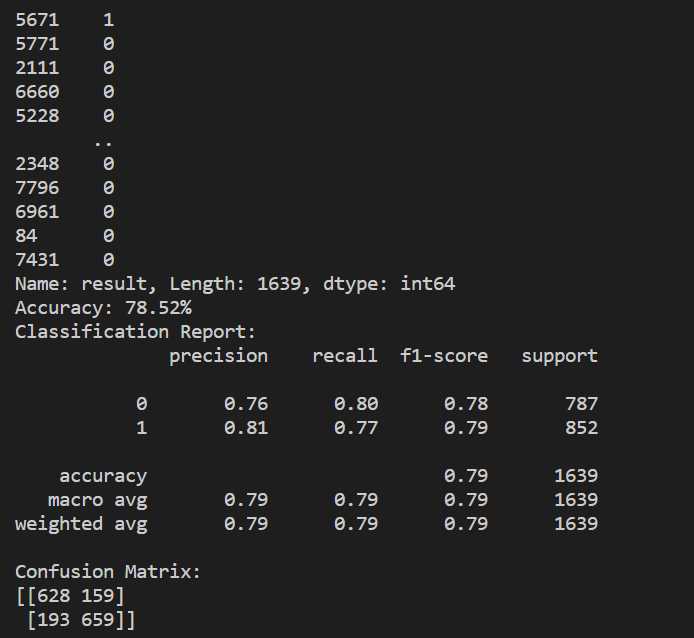 5671    1
5771    0
2111    0
6660    0
5228    0
       ..
2348    0
7796    0
6961    0
84      0
7431    0
Name: result, Length: 1639, dtype: int64
Accuracy: 78.52%
Classification Report:
              precision    recall  f1-score   support

           0       0.76      0.80      0.78       787
           1       0.81      0.77      0.79       852

    accuracy                           0.79      1639
   macro avg       0.79      0.79      0.79      1639
weighted avg       0.79      0.79      0.79      1639

Confusion Matrix:
[[628 159]
 [193 659]]